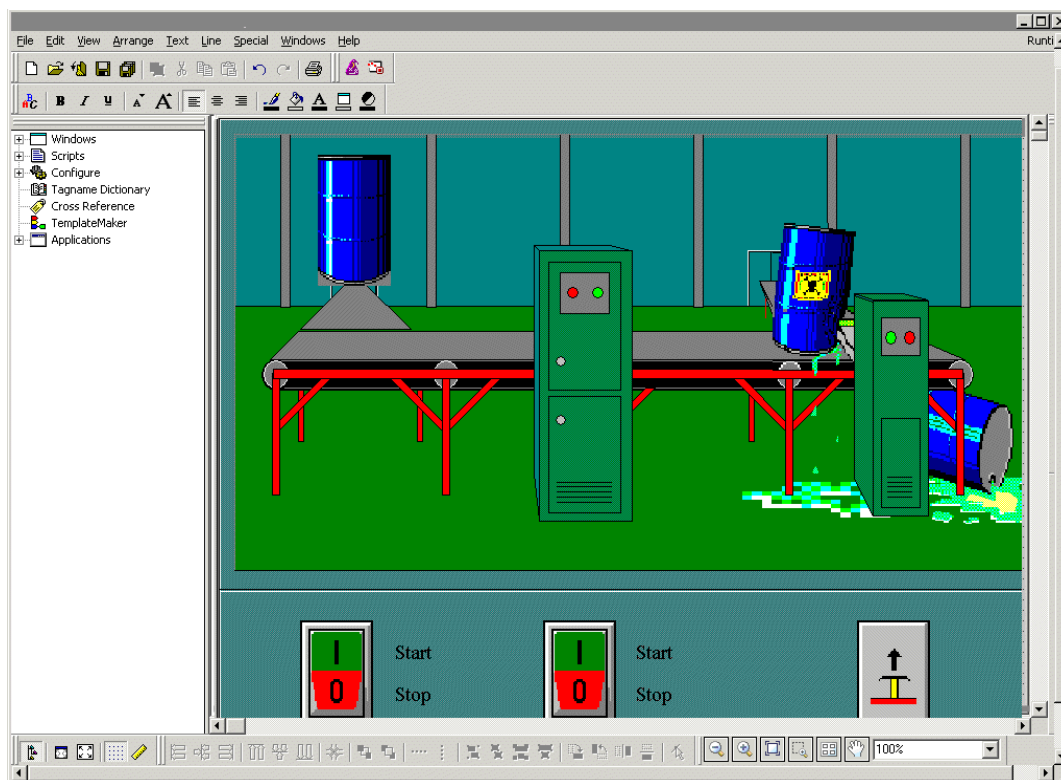 File Edit View Arrange Text Line Special Windows Help Runti
ABC B I U A A A
Windows
Scripts
Configure
Tagname Dictionary
Cross Reference
TemplateMaker
Applications
I Start I Start
0 Stop 0 Stop
100%